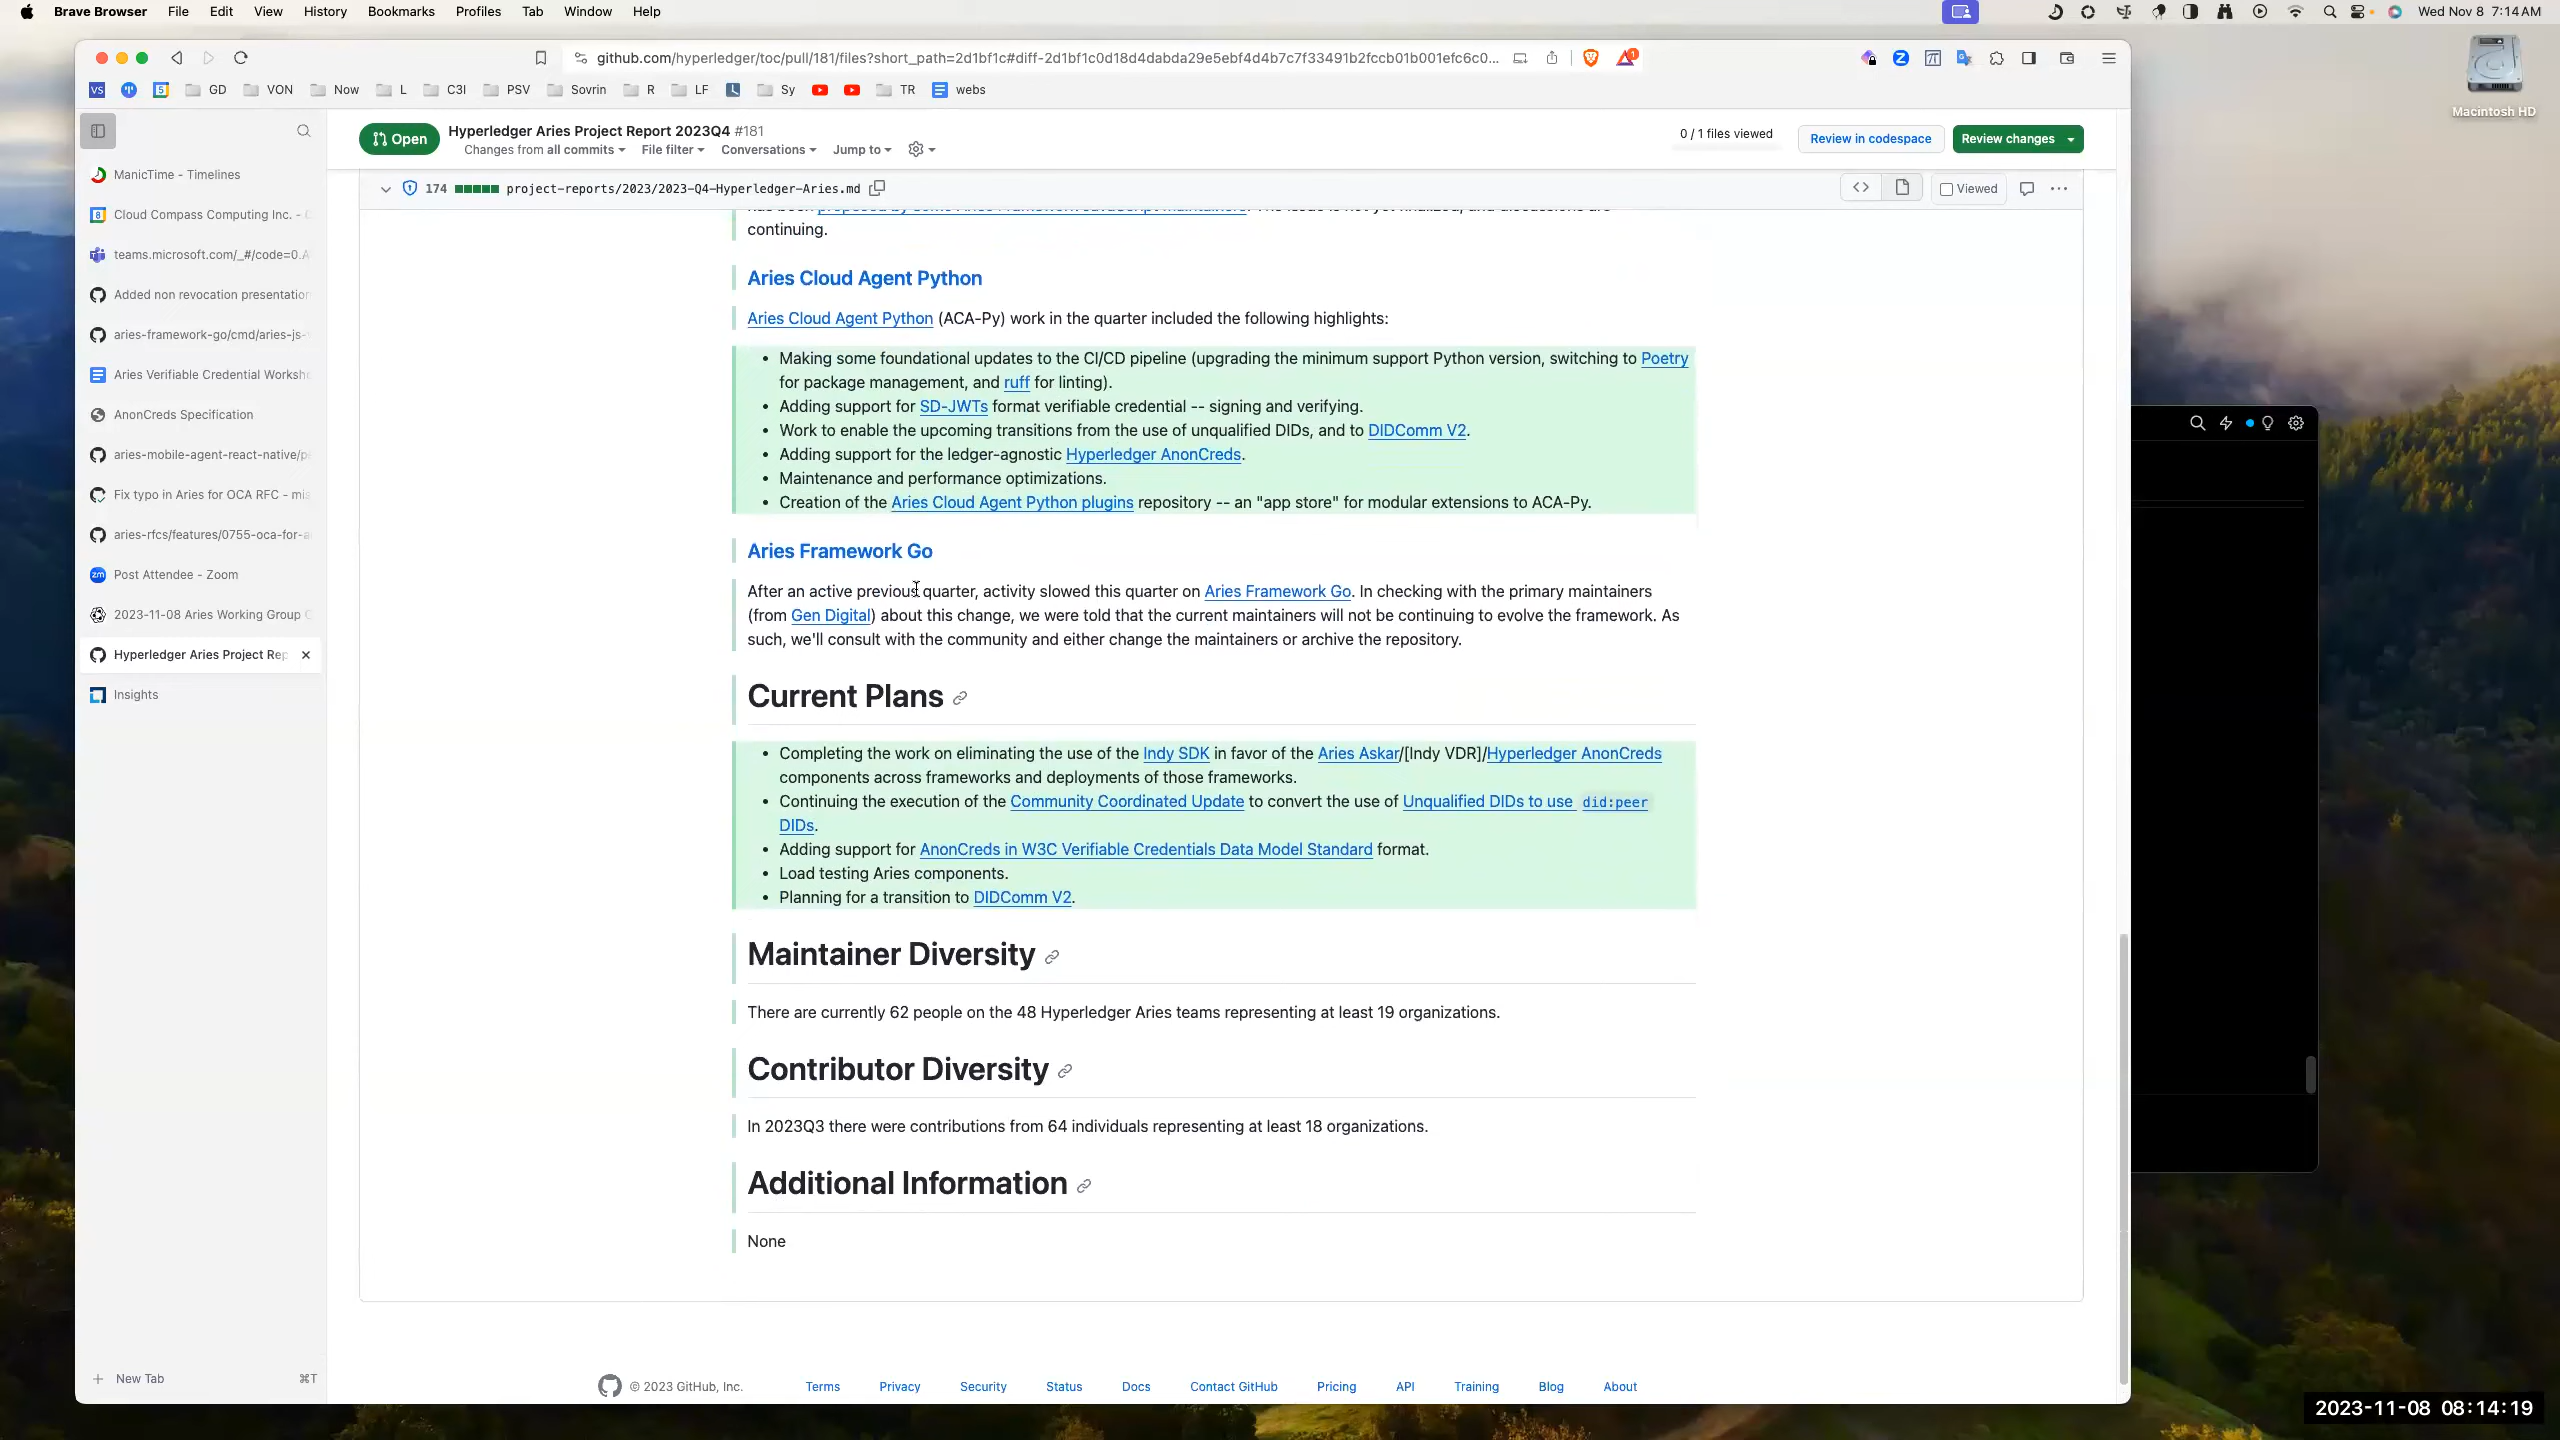 Brave Browser File Edit View History Bookmarks Profiles Tab Window Help
Wed Nov 8 7:14 AM
github.com/hyperledger/toc/pull/181/files?short_path=2d1bf1c#diff-2d1bf1c0d18d4dabda29e5ebf4d4b7c7f33491b2fccb01b001efc6c0...
Macintosh HD
VS GD VON Now L C3I PSV Sovrin R LF Sy TR webs
ManicTime - Timelines
Cloud Compass Computing Inc. -
teams.microsoft.com/_#/code=0.A
Added non revocation presentation
aries-framework-go/cmd/aries-js-
Aries Verifiable Credential Worksh
AnonCreds Specification
aries-mobile-agent-react-native/p
Fix typo in Aries for OCA RFC - mis
aries-rfcs/features/0755-oca-for-a
Post Attendee - Zoom
2023-11-08 Aries Working Group
Hyperledger Aries Project Rep
Insights
New Tab ⌘T
Open
Hyperledger Aries Project Report 2023Q4 #181
Changes from all commits File filter Conversations Jump to
0 / 1 files viewed
Review in codespace
Review changes
174 project-reports/2023/2023-Q4-Hyperledger-Aries.md
Viewed
has been proposed by some Aries Framework JavaScript maintainers. The issue is not yet finalized, and discussions are
continuing.
Aries Cloud Agent Python
Aries Cloud Agent Python (ACA-Py) work in the quarter included the following highlights:
• Making some foundational updates to the CI/CD pipeline (upgrading the minimum support Python version, switching to Poetry
for package management, and ruff for linting).
• Adding support for SD-JWTs format verifiable credential -- signing and verifying.
• Work to enable the upcoming transitions from the use of unqualified DIDs, and to DIDComm V2.
• Adding support for the ledger-agnostic Hyperledger AnonCreds.
• Maintenance and performance optimizations.
• Creation of the Aries Cloud Agent Python plugins repository -- an "app store" for modular extensions to ACA-Py.
Aries Framework Go
After an active previous quarter, activity slowed this quarter on Aries Framework Go. In checking with the primary maintainers
(from Gen Digital) about this change, we were told that the current maintainers will not be continuing to evolve the framework. As
such, we'll consult with the community and either change the maintainers or archive the repository.
Current Plans
• Completing the work on eliminating the use of the Indy SDK in favor of the Aries Askar/[Indy VDR]/Hyperledger AnonCreds
components across frameworks and deployments of those frameworks.
• Continuing the execution of the Community Coordinated Update to convert the use of Unqualified DIDs to use did:peer
DIDs.
• Adding support for AnonCreds in W3C Verifiable Credentials Data Model Standard format.
• Load testing Aries components.
• Planning for a transition to DIDComm V2.
Maintainer Diversity
There are currently 62 people on the 48 Hyperledger Aries teams representing at least 19 organizations.
Contributor Diversity
In 2023Q3 there were contributions from 64 individuals representing at least 18 organizations.
Additional Information
None
© 2023 GitHub, Inc. Terms Privacy Security Status Docs Contact GitHub Pricing API Training Blog About
2023-11-08 08:14:19